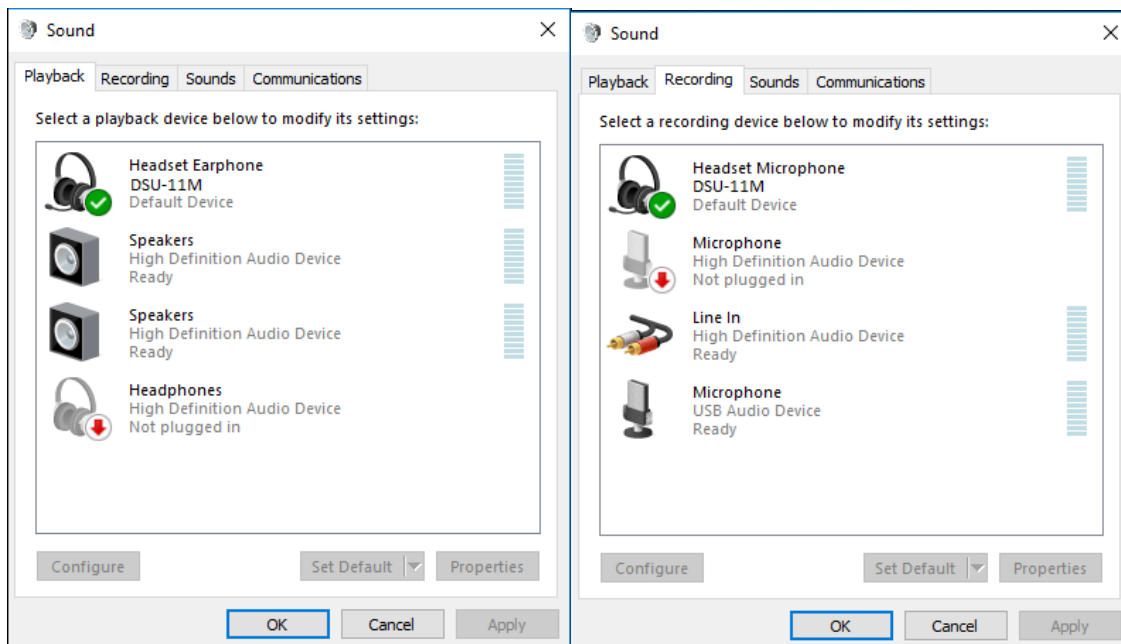 Sound
Playback Recording Sounds Communications
Select a playback device below to modify its settings:
Headset Earphone
DSU-11M
Default Device
Speakers
High Definition Audio Device
Ready
Speakers
High Definition Audio Device
Ready
Headphones
High Definition Audio Device
Not plugged in
Configure Set Default Properties
OK Cancel Apply
Sound
Playback Recording Sounds Communications
Select a recording device below to modify its settings:
Headset Microphone
DSU-11M
Default Device
Microphone
High Definition Audio Device
Not plugged in
Line In
High Definition Audio Device
Ready
Microphone
USB Audio Device
Ready
Configure Set Default Properties
OK Cancel Apply